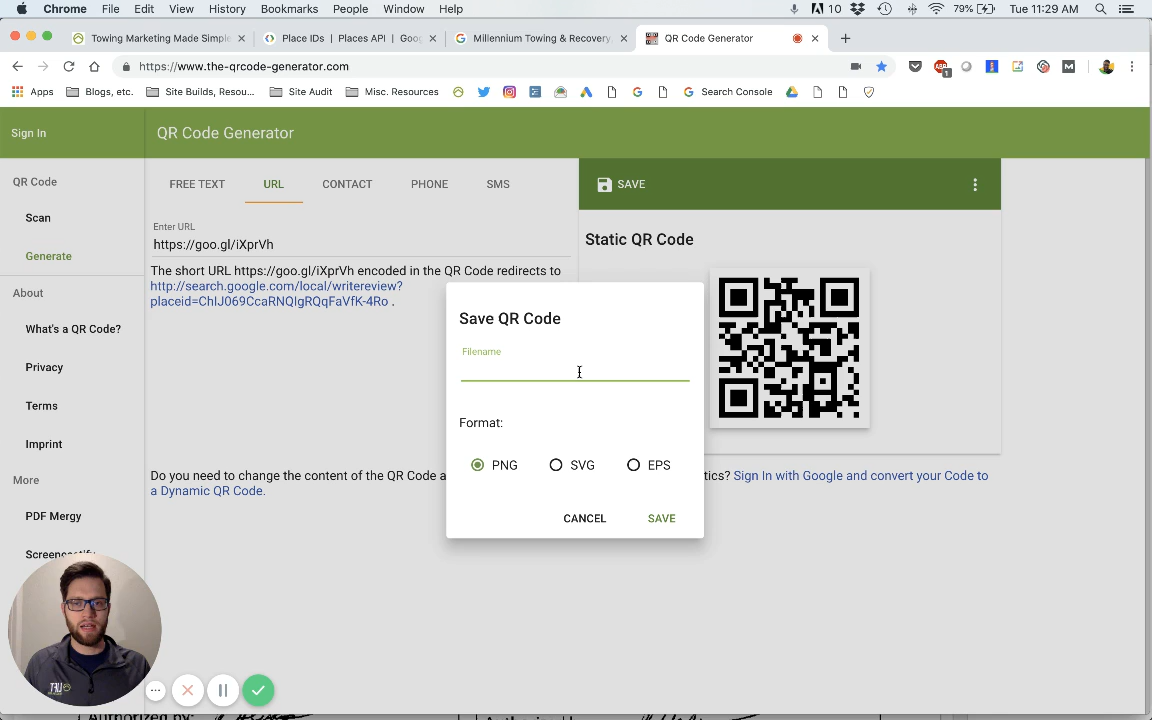 Chrome File Edit View History Bookmarks People Window Help
10 79% Tue 11:29 AM
Towing Marketing Made Simple
Place IDs | Places API | Goo
Millennium Towing & Recovery
QR Code Generator
https://www.the-qrcode-generator.com
1
Apps Blogs, etc. Site Builds, Resou... Site Audit Misc. Resources Search Console
Sign In
QR Code Generator
QR Code
Scan
Generate
About
What's a QR Code?
Privacy
Terms
Imprint
More
PDF Mergy
FREE TEXT URL CONTACT PHONE SMS
Enter URL
https://goo.gl/iXprVh
The short URL https://goo.gl/iXprVh encoded in the QR Code redirects to
http://search.google.com/local/writereview?
placeid=ChIJ069CcaRNQIgRQqFaVfK-4Ro .
SAVE
Static QR Code
Save QR Code
Filename
Format:
PNG SVG EPS
CANCEL SAVE
Do you need to change the content of the QR Code a
tics? Sign In with Google and convert your Code to
a Dynamic QR Code.
Authorized by: